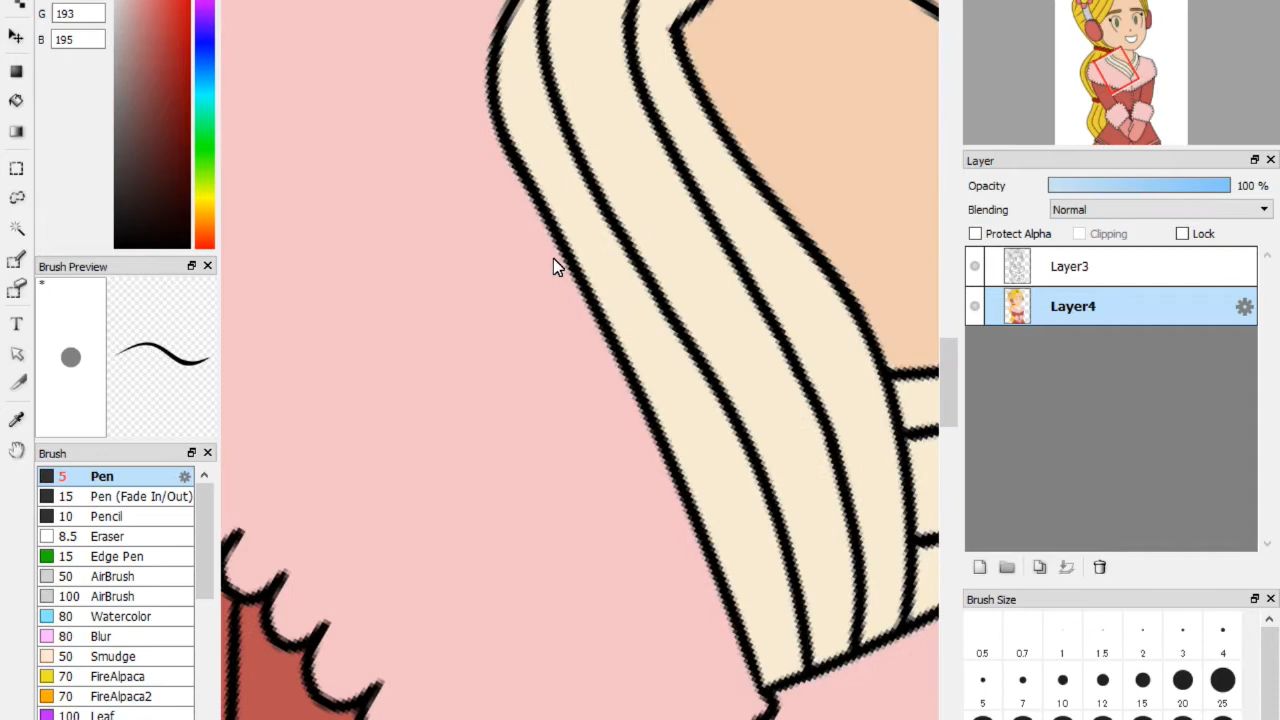 G 193
B 195
Brush Preview
*
Brush
5 Pen
15 Pen (Fade In/Out)
10 Pencil
8.5 Eraser
15 Edge Pen
50 AirBrush
100 AirBrush
80 Watercolor
80 Blur
50 Smudge
70 FireAlpaca
70 FireAlpaca2
100 Leaf
T
Layer
Opacity 100 %
Blending Normal
Protect Alpha Clipping Lock
Layer3
Layer4
Brush Size
0.5 0.7 1 1.5 2 3 4
5 7 10 12 15 20 25